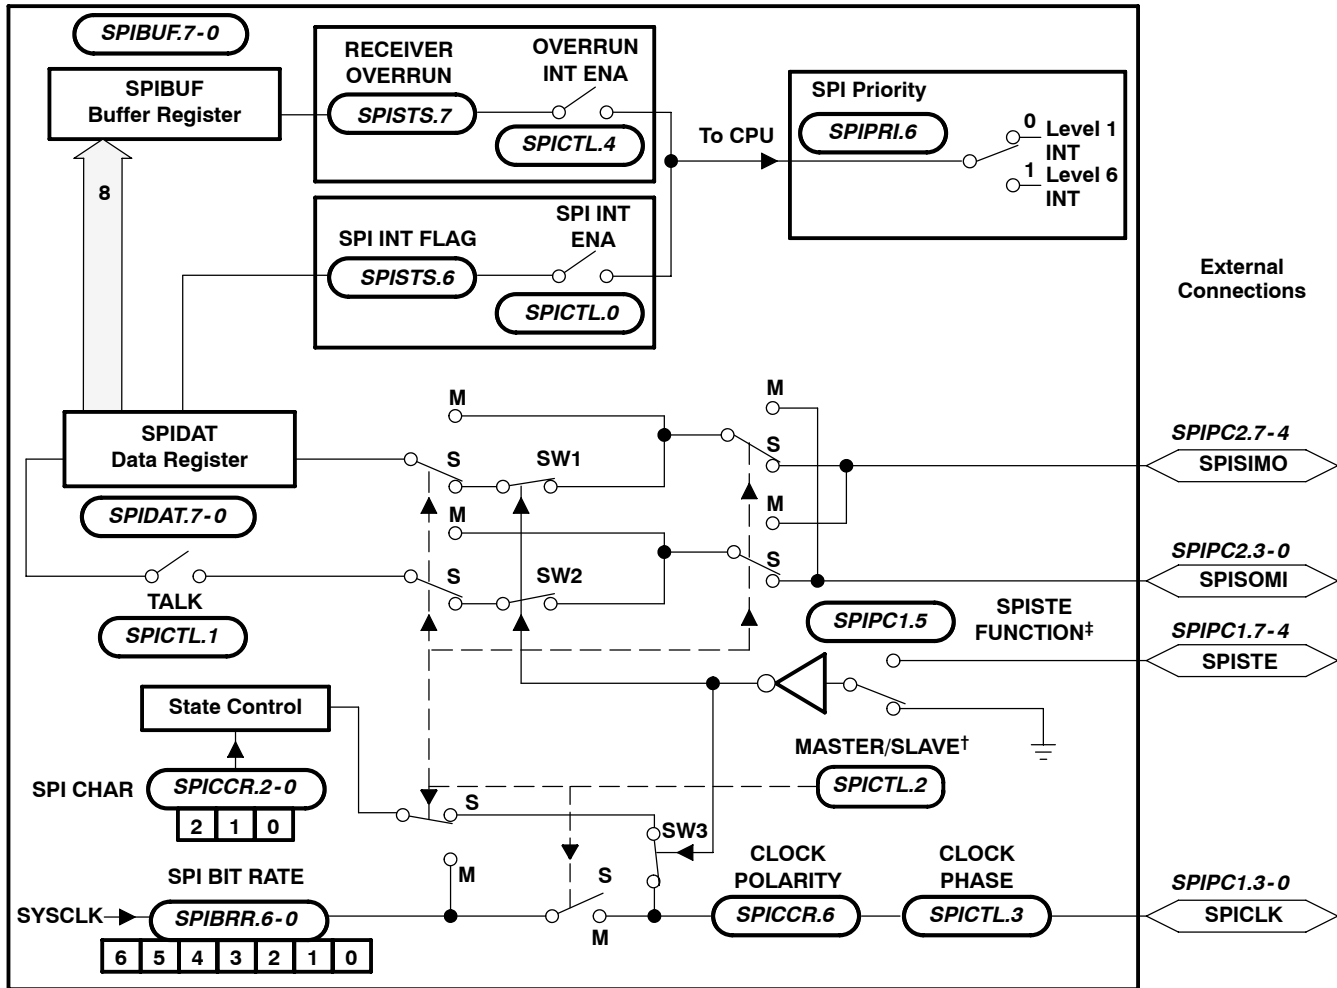 SPIBUF.7-0
SPIBUF
Buffer Register
8
RECEIVER
OVERRUN
SPISTS.7
OVERRUN
INT ENA
SPICTL.4
To CPU
SPI Priority
SPIPRI.6
0
Level 1
INT
1
Level 6
INT
SPI INT FLAG
SPISTS.6
SPI INT
ENA
SPICTL.0
External
Connections
SPIDAT
Data Register
SPIDAT.7-0
M
S
SW1
M
S
SPIPC2.7-4
SPISIMO
M
S
SW2
M
S
SPIPC2.3-0
SPISOMI
TALK
SPICTL.1
SPIPC1.5
SPISTE
FUNCTION‡
SPIPC1.7-4
SPISTE
State Control
MASTER/SLAVE†
SPICTL.2
SPI CHAR
SPICCR.2-0
2 1 0
S
M
SW3
SPI BIT RATE
SYSCLK
SPIBRR.6-0
6 5 4 3 2 1 0
S
M
CLOCK
POLARITY
SPICCR.6
CLOCK
PHASE
SPICTL.3
SPIPC1.3-0
SPICLK